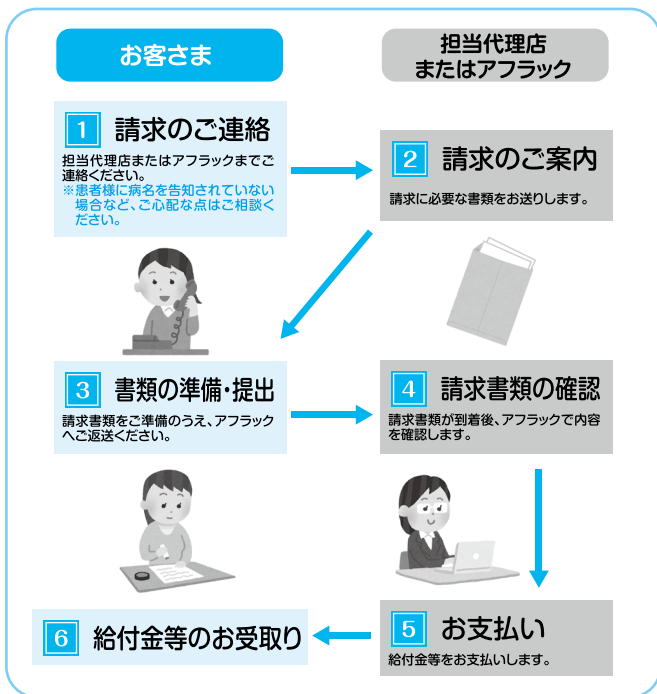 お客さま
担当代理店
またはアフラック
1 請求のご連絡
担当代理店またはアフラックまでご
連絡ください。
※患者様に病名を告知されていない
場合など、ご心配な点はご相談く
ださい。
2 請求のご案内
請求に必要な書類をお送りします。
3 書類の準備・提出
請求書類をご準備のうえ、アフラック
へご返送ください。
4 請求書類の確認
請求書類が到着後、アフラックで内容
を確認します。
5 お支払い
給付金等をお支払いします。
6 給付金等のお受取り